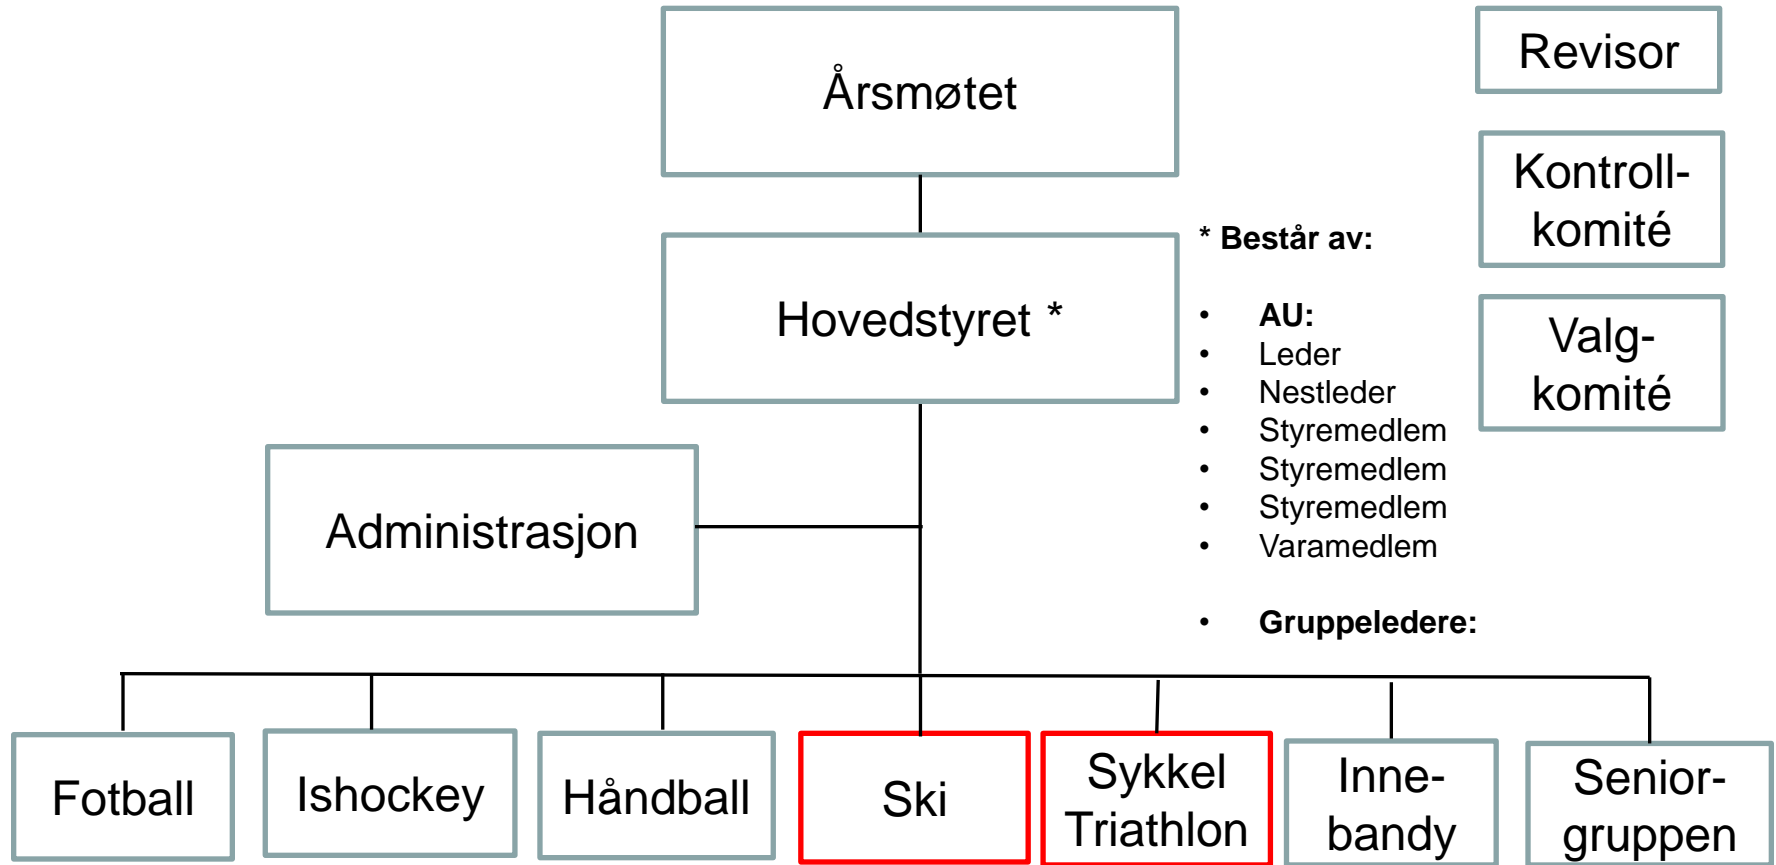 Årsmøtet
Revisor
Kontroll-
komité
Hovedstyret *
* Består av:
• AU:
• Leder
• Nestleder
• Styremedlem
• Styremedlem
• Styremedlem
• Varamedlem
• Gruppeledere:
Valg-
komité
Administrasjon
Fotball
Ishockey
Håndball
Ski
Sykkel
Triathlon
Inne-
bandy
Senior-
gruppen